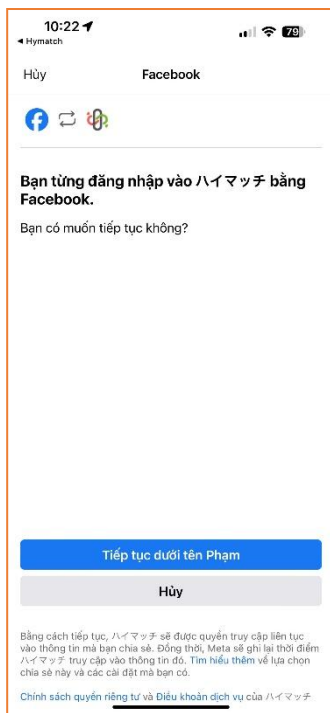 10:22
79
◀ Hymatch
Hủy
Facebook
Bạn từng đăng nhập vào ハイマッチ bằng
Facebook.
Bạn có muốn tiếp tục không?
Tiếp tục dưới tên Phạm
Hủy
Bằng cách tiếp tục, ハイマッチ sẽ được quyền truy cập liên tục
vào thông tin mà bạn chia sẻ. Đồng thời, Meta sẽ ghi lại thời điểm
ハイマッチ truy cập vào thông tin đó. Tìm hiểu thêm về lựa chọn
chia sẻ này và các cài đặt mà bạn có.
Chính sách quyền riêng tư và Điều khoản dịch vụ của ハイマッチ